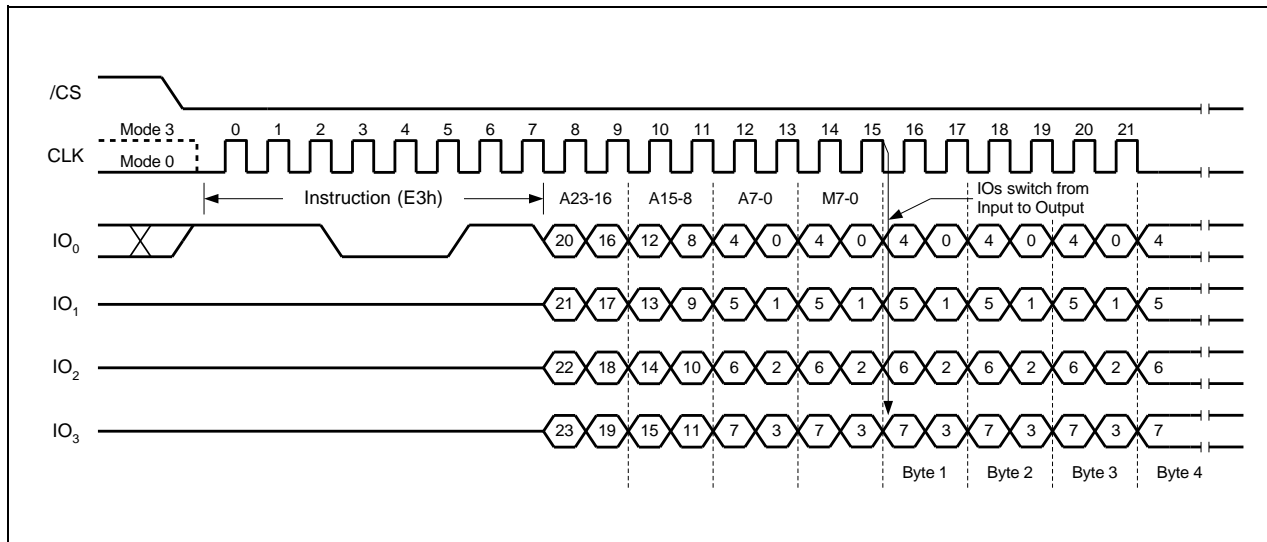 /CS
Mode 3 0 1 2 3 4 5 6 7 8 9 10 11 12 13 14 15 16 17 18 19 20 21
CLK
Mode 0
Instruction (E3h) A23-16 A15-8 A7-0 M7-0 IOs switch from
Input to Output
IO0 20 16 12 8 4 0 4 0 4 0 4 0 4 0 4
IO1 21 17 13 9 5 1 5 1 5 1 5 1 5 1 5
IO2 22 18 14 10 6 2 6 2 6 2 6 2 6 2 6
IO3 23 19 15 11 7 3 7 3 7 3 7 3 7 3 7
Byte 1 Byte 2 Byte 3 Byte 4